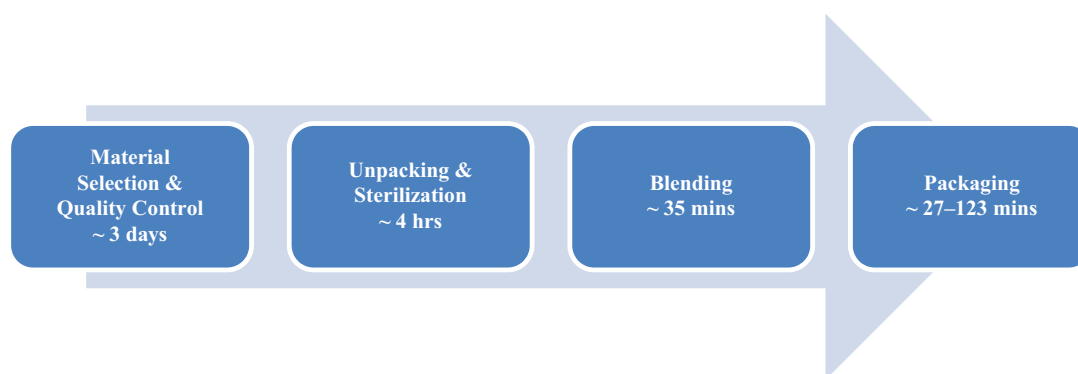 Material
Selection &
Quality Control
~ 3 days
Unpacking &
Sterilization
~ 4 hrs
Blending
~ 35 mins
Packaging
~ 27–123 mins